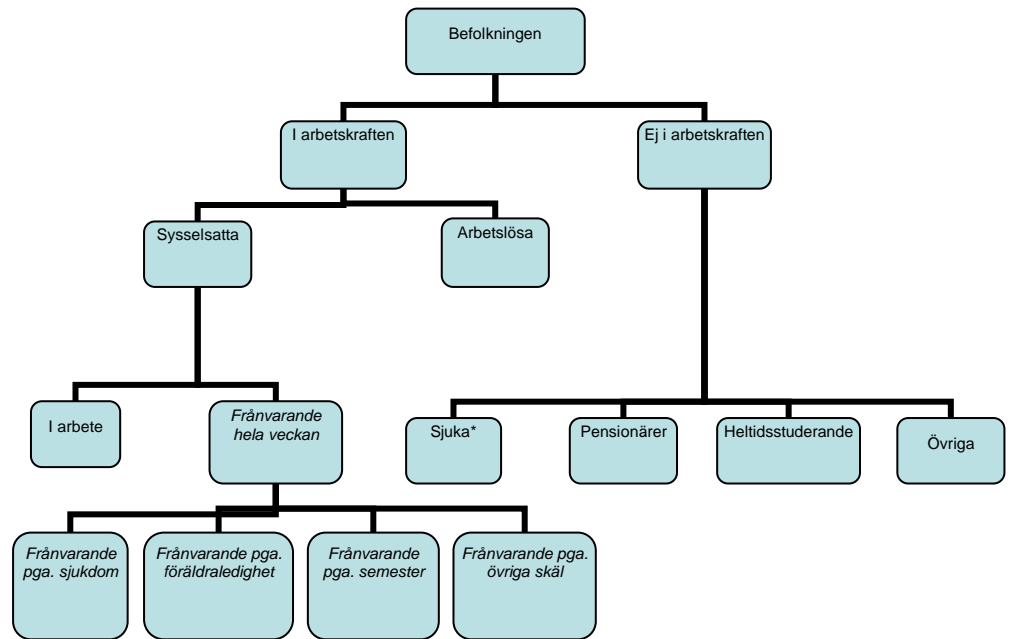 Befolkningen
I arbetskraften
Ej i arbetskraften
Sysselsatta
Arbetslösa
I arbete
Frånvarande
hela veckan
Sjuka*
Pensionärer
Heltidsstuderande
Övriga
Frånvarande
pga. sjukdom
Frånvarande pga.
föräldraledighet
Frånvarande
pga. semester
Frånvarande pga.
övriga skäl